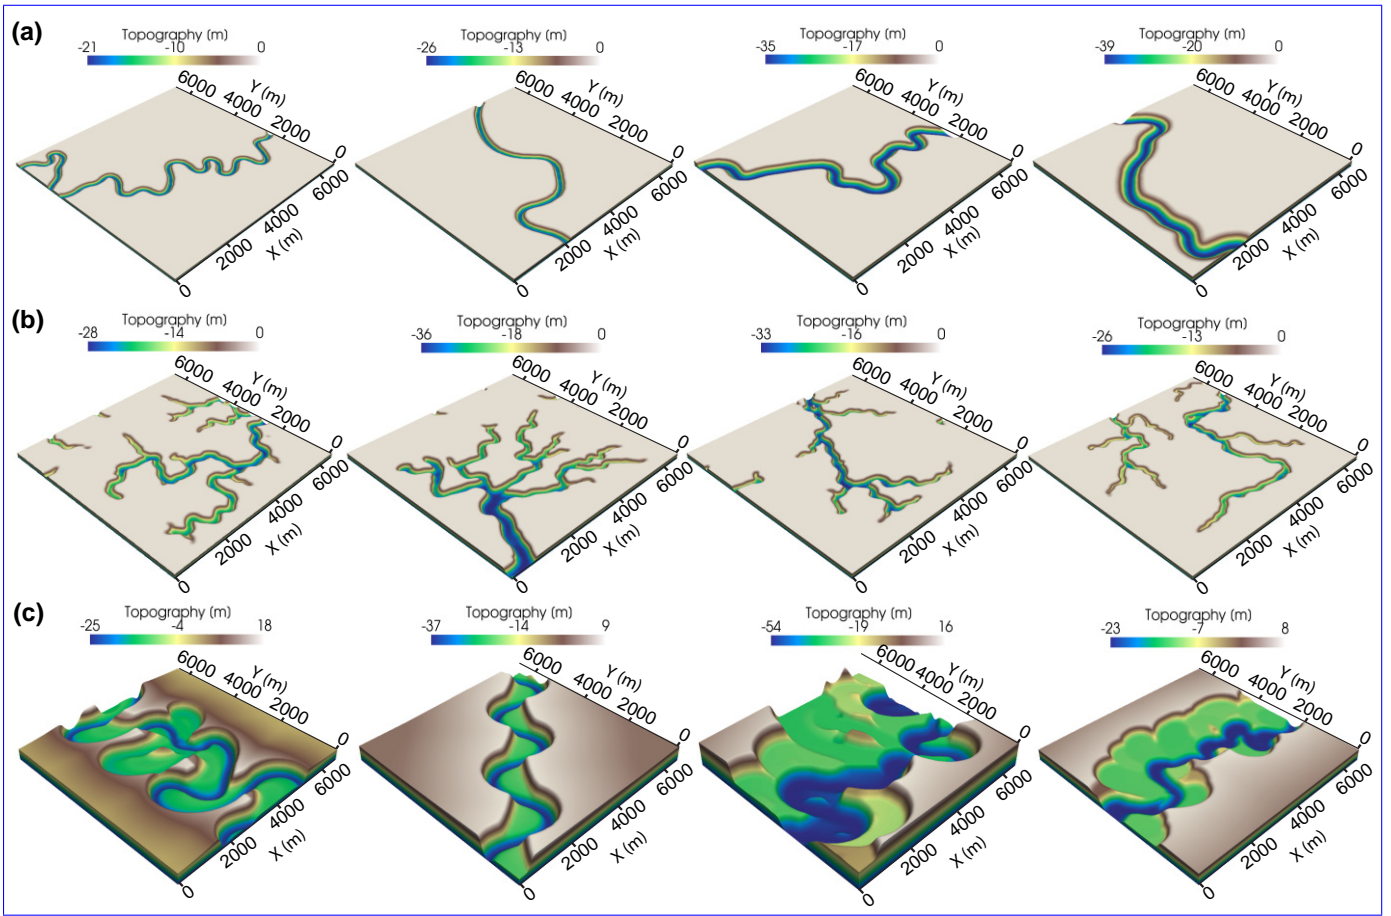 (a)
Topography (m) Topography (m) Topography (m) Topography (m)
-21 -10 0 -26 -13 0 -35 -17 0 -39 -20 0
6000 4000 2000 0 Y (m) 6000 4000 2000 0 X (m)
6000 4000 2000 0 Y (m) 6000 4000 2000 0 X (m)
6000 4000 2000 0 Y (m) 6000 4000 2000 0 X (m)
6000 4000 2000 0 Y (m) 6000 4000 2000 0 X (m)
(b)
Topography (m) Topography (m) Topography (m) Topography (m)
-28 -14 0 -36 -18 0 -33 -16 0 -26 -13 0
6000 4000 2000 0 Y (m) 6000 4000 2000 0 X (m)
6000 4000 2000 0 Y (m) 6000 4000 2000 0 X (m)
6000 4000 2000 0 Y (m) 6000 4000 2000 0 X (m)
6000 4000 2000 0 Y (m) 6000 4000 2000 0 X (m)
(c)
Topography (m) Topography (m) Topography (m) Topography (m)
-25 -4 18 -37 -14 9 -54 -19 16 -23 -7 8
6000 4000 2000 0 Y (m) 6000 4000 2000 0 X (m)
6000 4000 2000 0 Y (m) 6000 4000 2000 0 X (m)
6000 4000 2000 0 Y (m) 6000 4000 2000 0 X (m)
6000 4000 2000 0 Y (m) 6000 4000 2000 0 X (m)